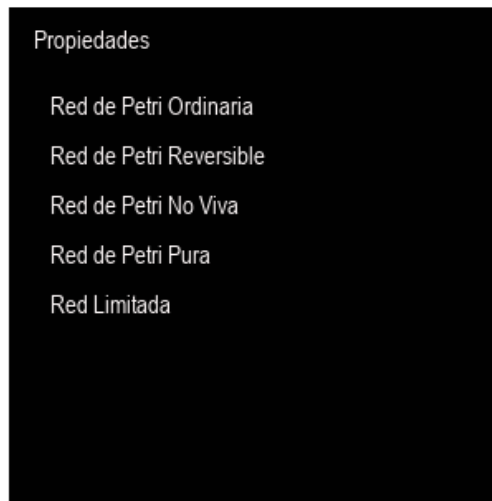 Propiedades
Red de Petri Ordinaria
Red de Petri Reversible
Red de Petri No Viva
Red de Petri Pura
Red Limitada